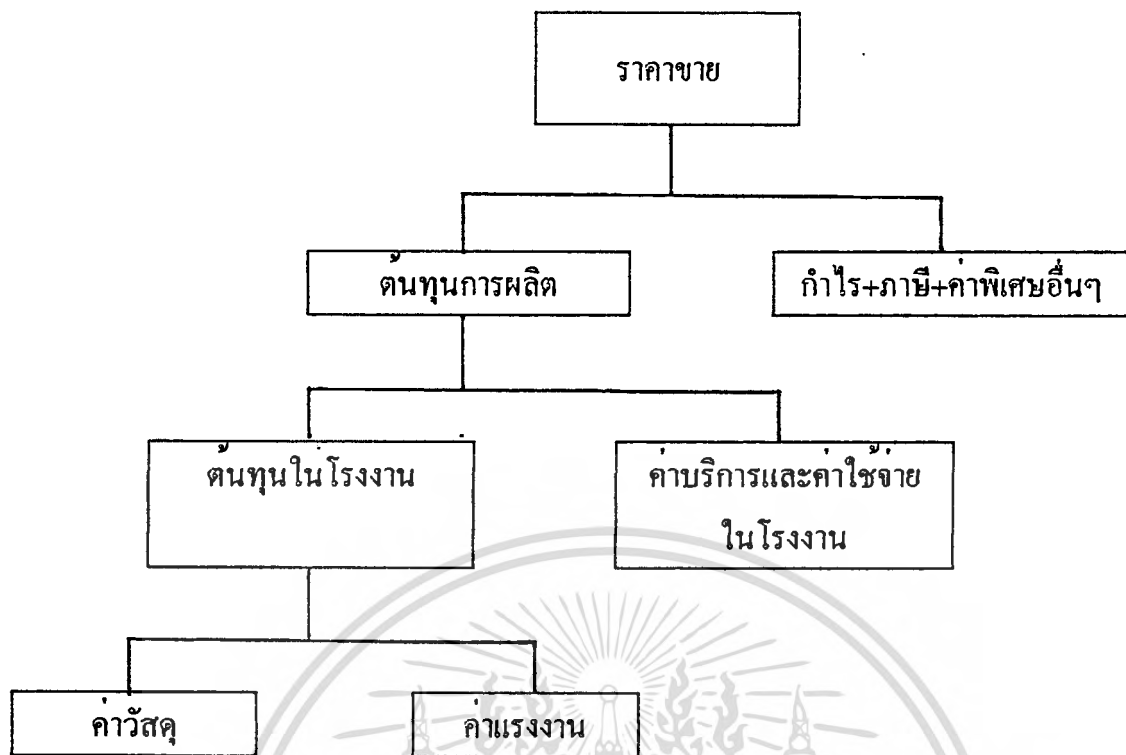 ราคาขาย
ต้นทุนการผลิต
กำไร+ภาษี+ค่าพิเศษอื่นๆ
ต้นทุนในโรงงาน
ค่าบริการและค่าใช้จ่าย
ในโรงงาน
ค่าวัสดุ
ค่าแรงงาน